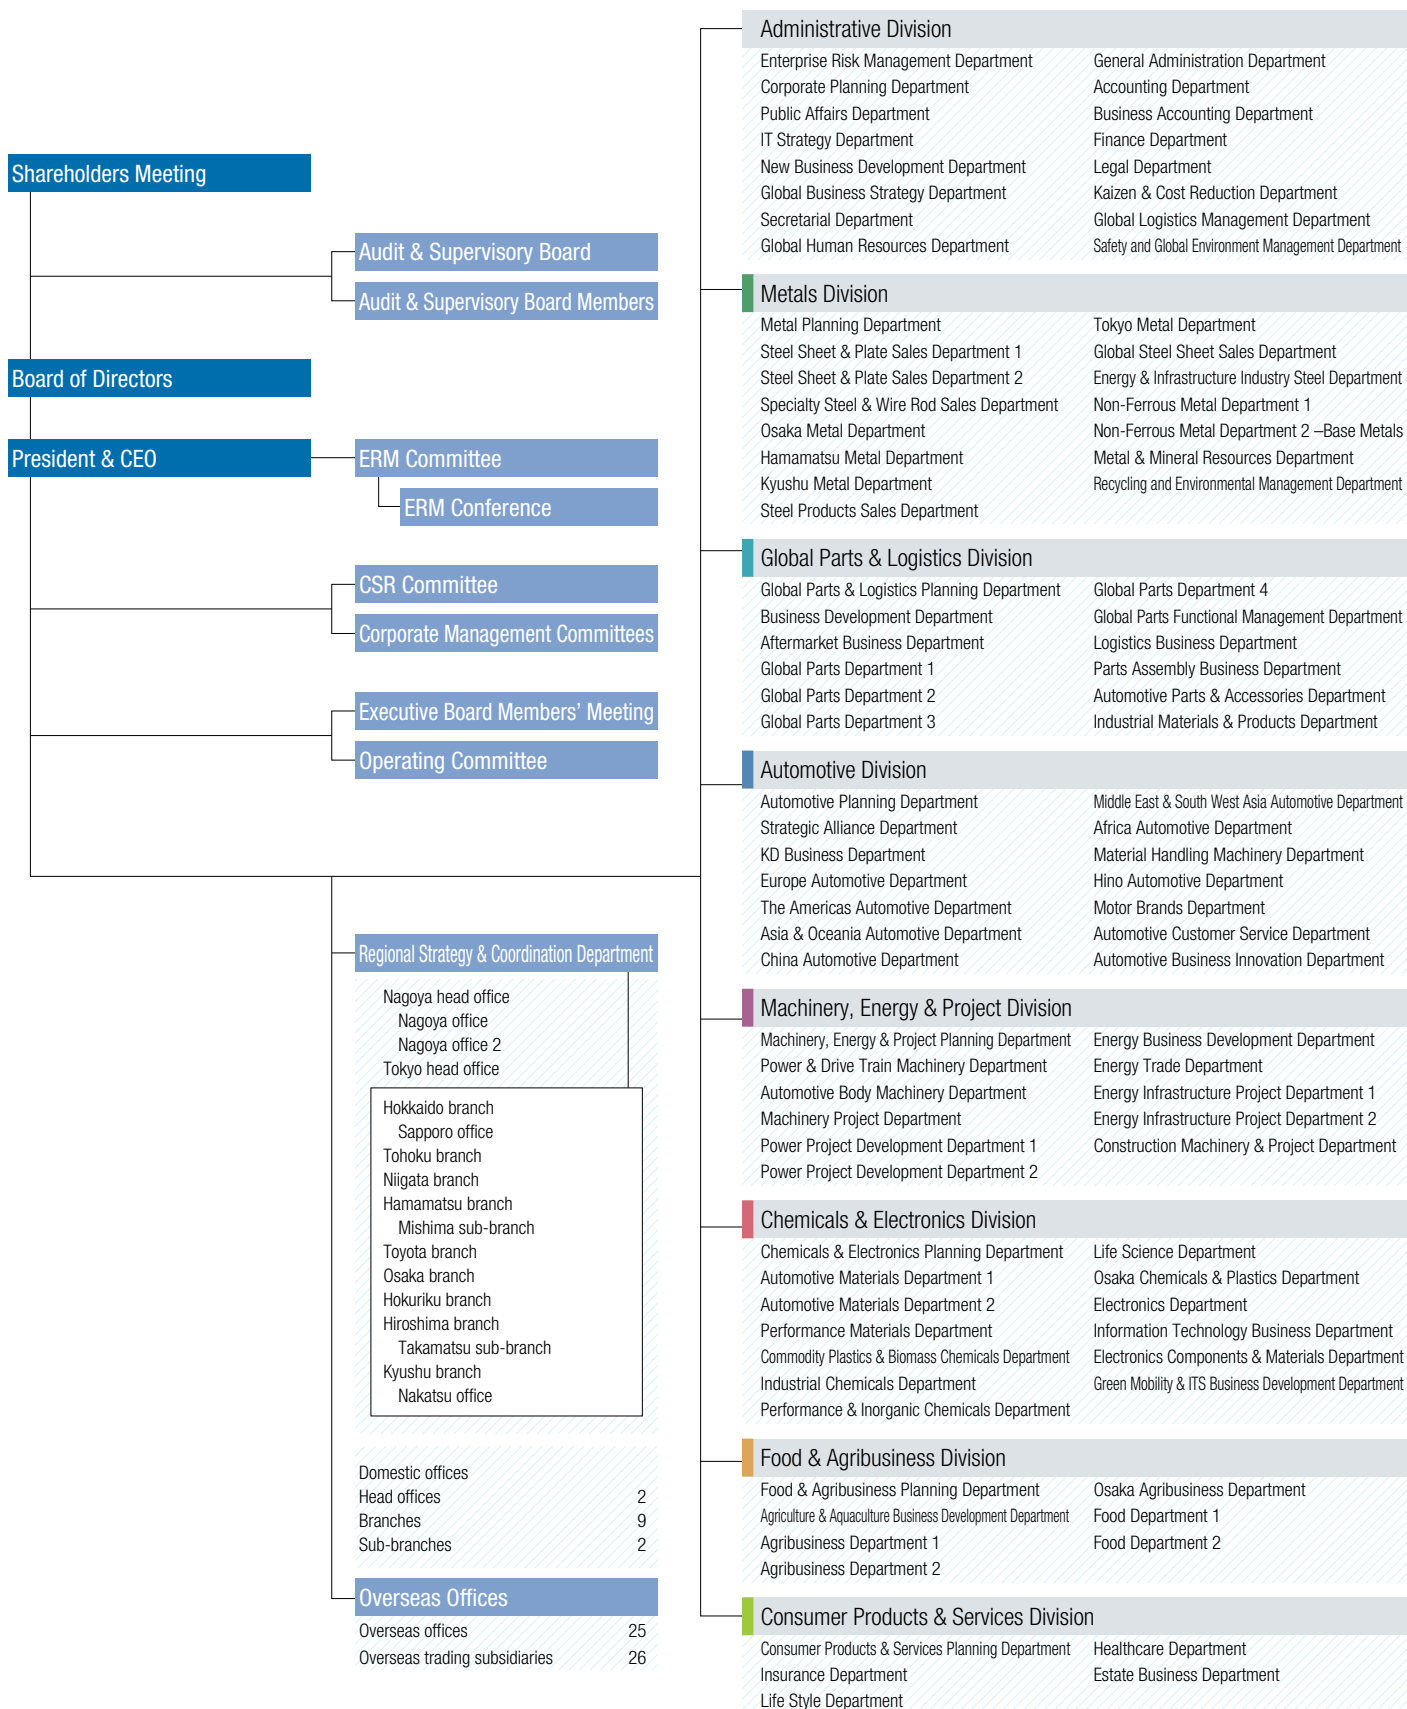 Shareholders Meeting
Audit & Supervisory Board
Audit & Supervisory Board Members
Board of Directors
President & CEO
ERM Committee
ERM Conference
CSR Committee
Corporate Management Committees
Executive Board Members’ Meeting
Operating Committee
Regional Strategy & Coordination Department
Nagoya head office
Nagoya office
Nagoya office 2
Tokyo head office
Hokkaido branch
Sapporo office
Tohoku branch
Niigata branch
Hamamatsu branch
Mishima sub-branch
Toyota branch
Osaka branch
Hokuriku branch
Hiroshima branch
Takamatsu sub-branch
Kyushu branch
Nakatsu office
Domestic offices
Head offices 2
Branches 9
Sub-branches 2
Overseas Offices
Overseas offices 25
Overseas trading subsidiaries 26
Administrative Division
Enterprise Risk Management Department
Corporate Planning Department
Public Affairs Department
IT Strategy Department
New Business Development Department
Global Business Strategy Department
Secretarial Department
Global Human Resources Department
General Administration Department
Accounting Department
Business Accounting Department
Finance Department
Legal Department
Kaizen & Cost Reduction Department
Global Logistics Management Department
Safety and Global Environment Management Department
Metals Division
Metal Planning Department
Steel Sheet & Plate Sales Department 1
Steel Sheet & Plate Sales Department 2
Specialty Steel & Wire Rod Sales Department
Osaka Metal Department
Hamamatsu Metal Department
Kyushu Metal Department
Steel Products Sales Department
Tokyo Metal Department
Global Steel Sheet Sales Department
Energy & Infrastructure Industry Steel Department
Non-Ferrous Metal Department 1
Non-Ferrous Metal Department 2 –Base Metals
Metal & Mineral Resources Department
Recycling and Environmental Management Department
Global Parts & Logistics Division
Global Parts & Logistics Planning Department
Business Development Department
Aftermarket Business Department
Global Parts Department 1
Global Parts Department 2
Global Parts Department 3
Global Parts Department 4
Global Parts Functional Management Department
Logistics Business Department
Parts Assembly Business Department
Automotive Parts & Accessories Department
Industrial Materials & Products Department
Automotive Division
Automotive Planning Department
Strategic Alliance Department
KD Business Department
Europe Automotive Department
The Americas Automotive Department
Asia & Oceania Automotive Department
China Automotive Department
Middle East & South West Asia Automotive Department
Africa Automotive Department
Material Handling Machinery Department
Hino Automotive Department
Motor Brands Department
Automotive Customer Service Department
Automotive Business Innovation Department
Machinery, Energy & Project Division
Machinery, Energy & Project Planning Department
Power & Drive Train Machinery Department
Automotive Body Machinery Department
Machinery Project Department
Power Project Development Department 1
Power Project Development Department 2
Energy Business Development Department
Energy Trade Department
Energy Infrastructure Project Department 1
Energy Infrastructure Project Department 2
Construction Machinery & Project Department
Chemicals & Electronics Division
Chemicals & Electronics Planning Department
Automotive Materials Department 1
Automotive Materials Department 2
Performance Materials Department
Commodity Plastics & Biomass Chemicals Department
Industrial Chemicals Department
Performance & Inorganic Chemicals Department
Life Science Department
Osaka Chemicals & Plastics Department
Electronics Department
Information Technology Business Department
Electronics Components & Materials Department
Green Mobility & ITS Business Development Department
Food & Agribusiness Division
Food & Agribusiness Planning Department
Agriculture & Aquaculture Business Development Department
Agribusiness Department 1
Agribusiness Department 2
Osaka Agribusiness Department
Food Department 1
Food Department 2
Consumer Products & Services Division
Consumer Products & Services Planning Department
Insurance Department
Life Style Department
Healthcare Department
Estate Business Department